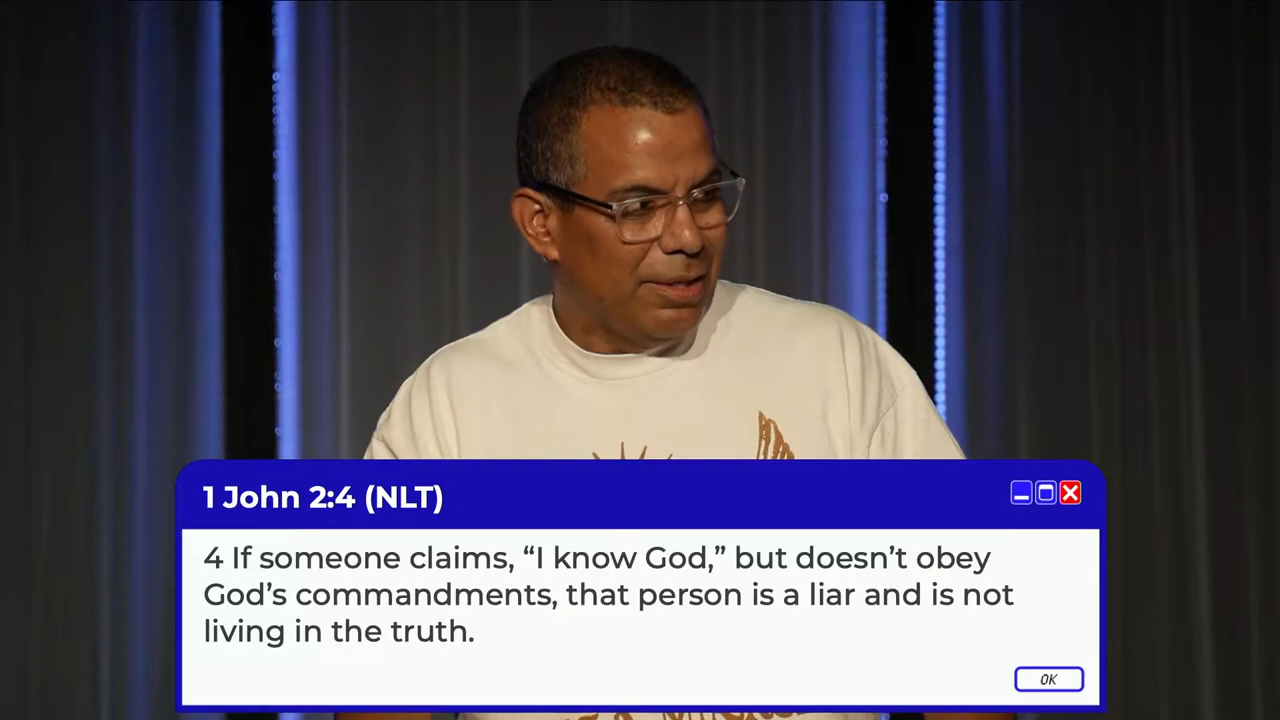 1 John 2:4 (NLT)
4 If someone claims, “I know God,” but doesn’t obey
God’s commandments, that person is a liar and is not
living in the truth.
OK